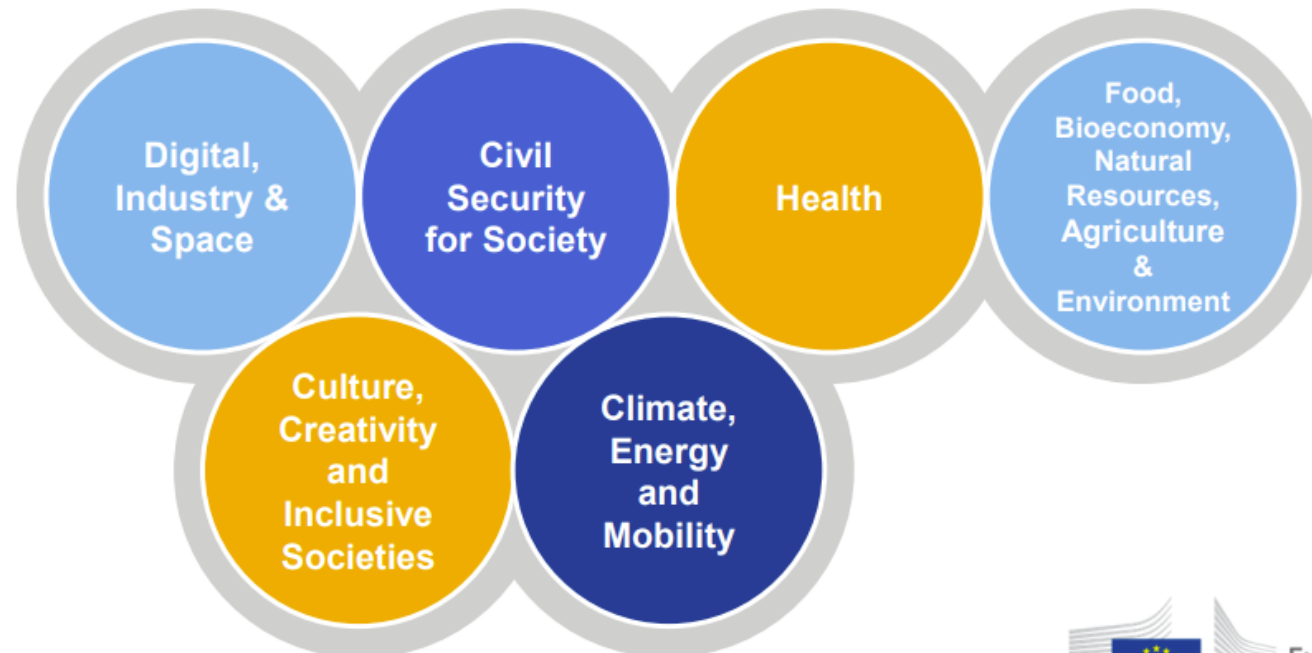 Digital,
Industry &
Space
Civil
Security
for Society
Health
Food,
Bioeconomy,
Natural
Resources,
Agriculture
&
Environment
Culture,
Creativity
and
Inclusive
Societies
Climate,
Energy
and
Mobility